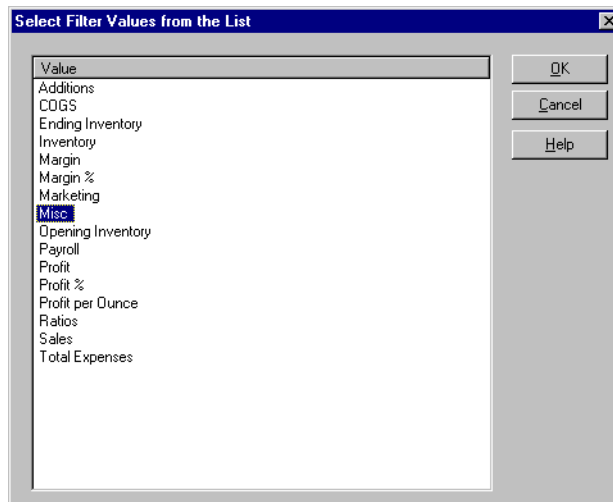 Select Filter Values from the List
Value
Additions
COGS
Ending Inventory
Inventory
Margin
Margin %
Marketing
Misc
Opening Inventory
Payroll
Profit
Profit %
Profit per Ounce
Ratios
Sales
Total Expenses
OK
Cancel
Help